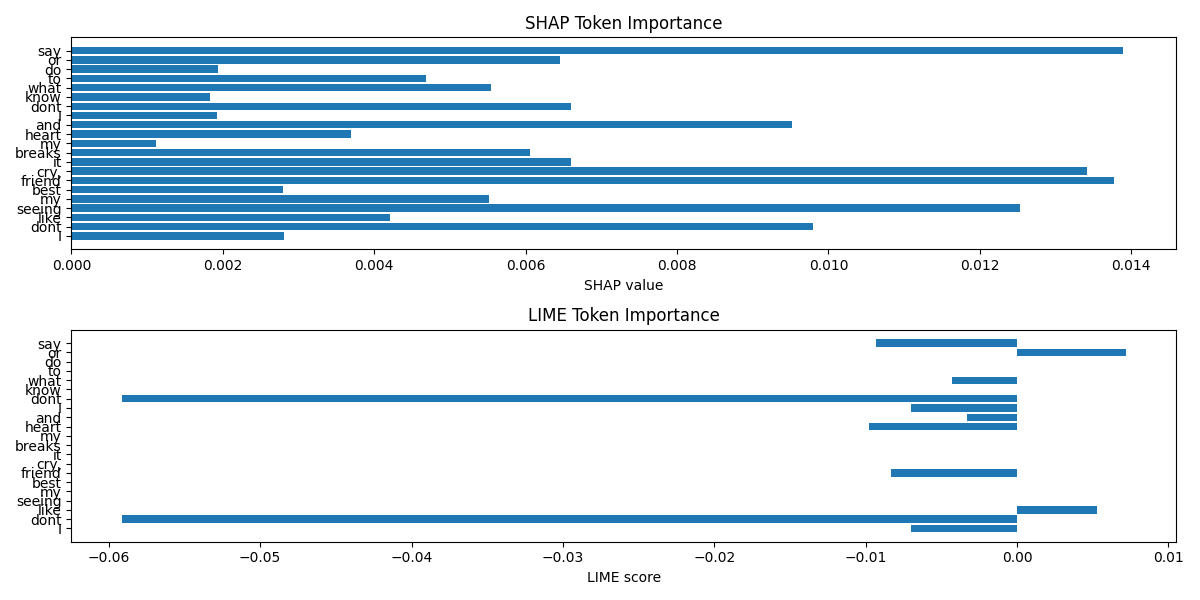 SHAP Token Importance
say
or
do
to
what
know
dont
I
and
heart
my
breaks
it
cry,
friend
best
my
seeing
like
dont
I
0.000 0.002 0.004 0.006 0.008 0.010 0.012 0.014
SHAP value
LIME Token Importance
say
or
do
to
what
know
dont
I
and
heart
my
breaks
it
cry,
friend
best
my
seeing
like
dont
I
−0.06 −0.05 −0.04 −0.03 −0.02 −0.01 0.00 0.01
LIME score